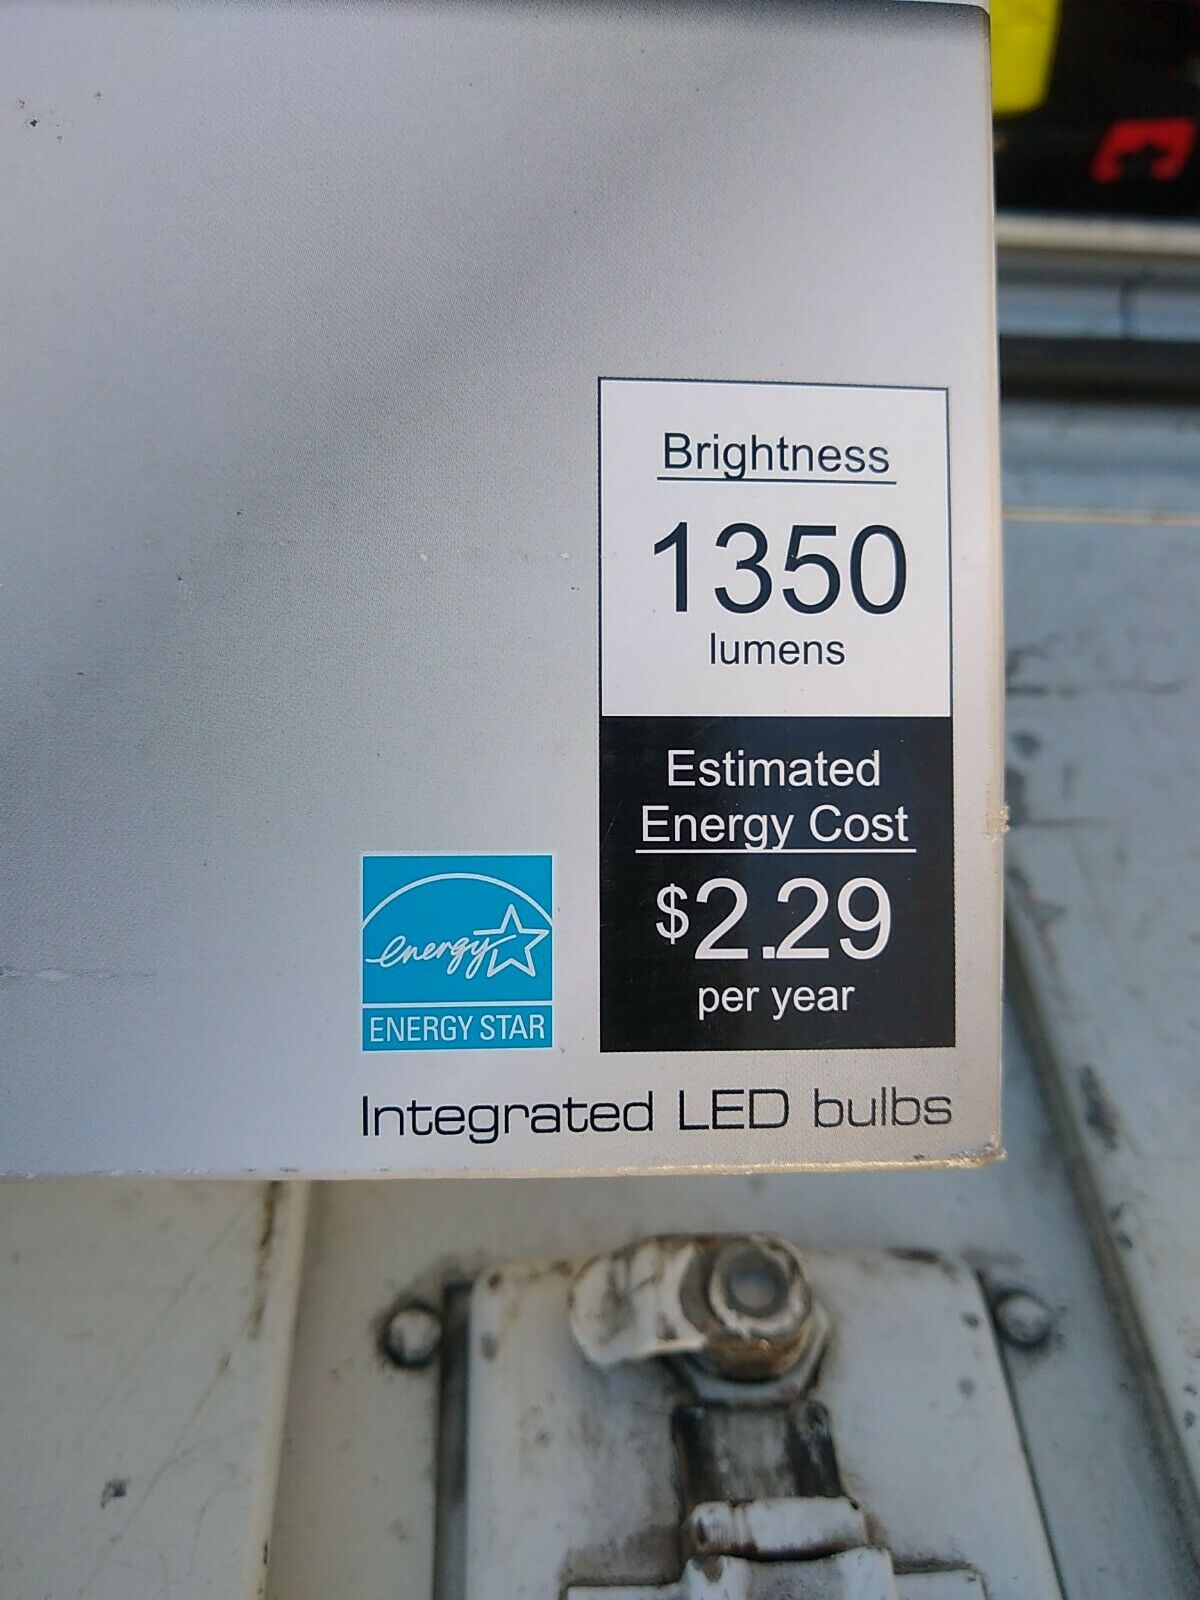 Brightness
1350
lumens
Estimated
Energy Cost
$2.29
per year
energy
ENERGY STAR
Integrated LED bulbs